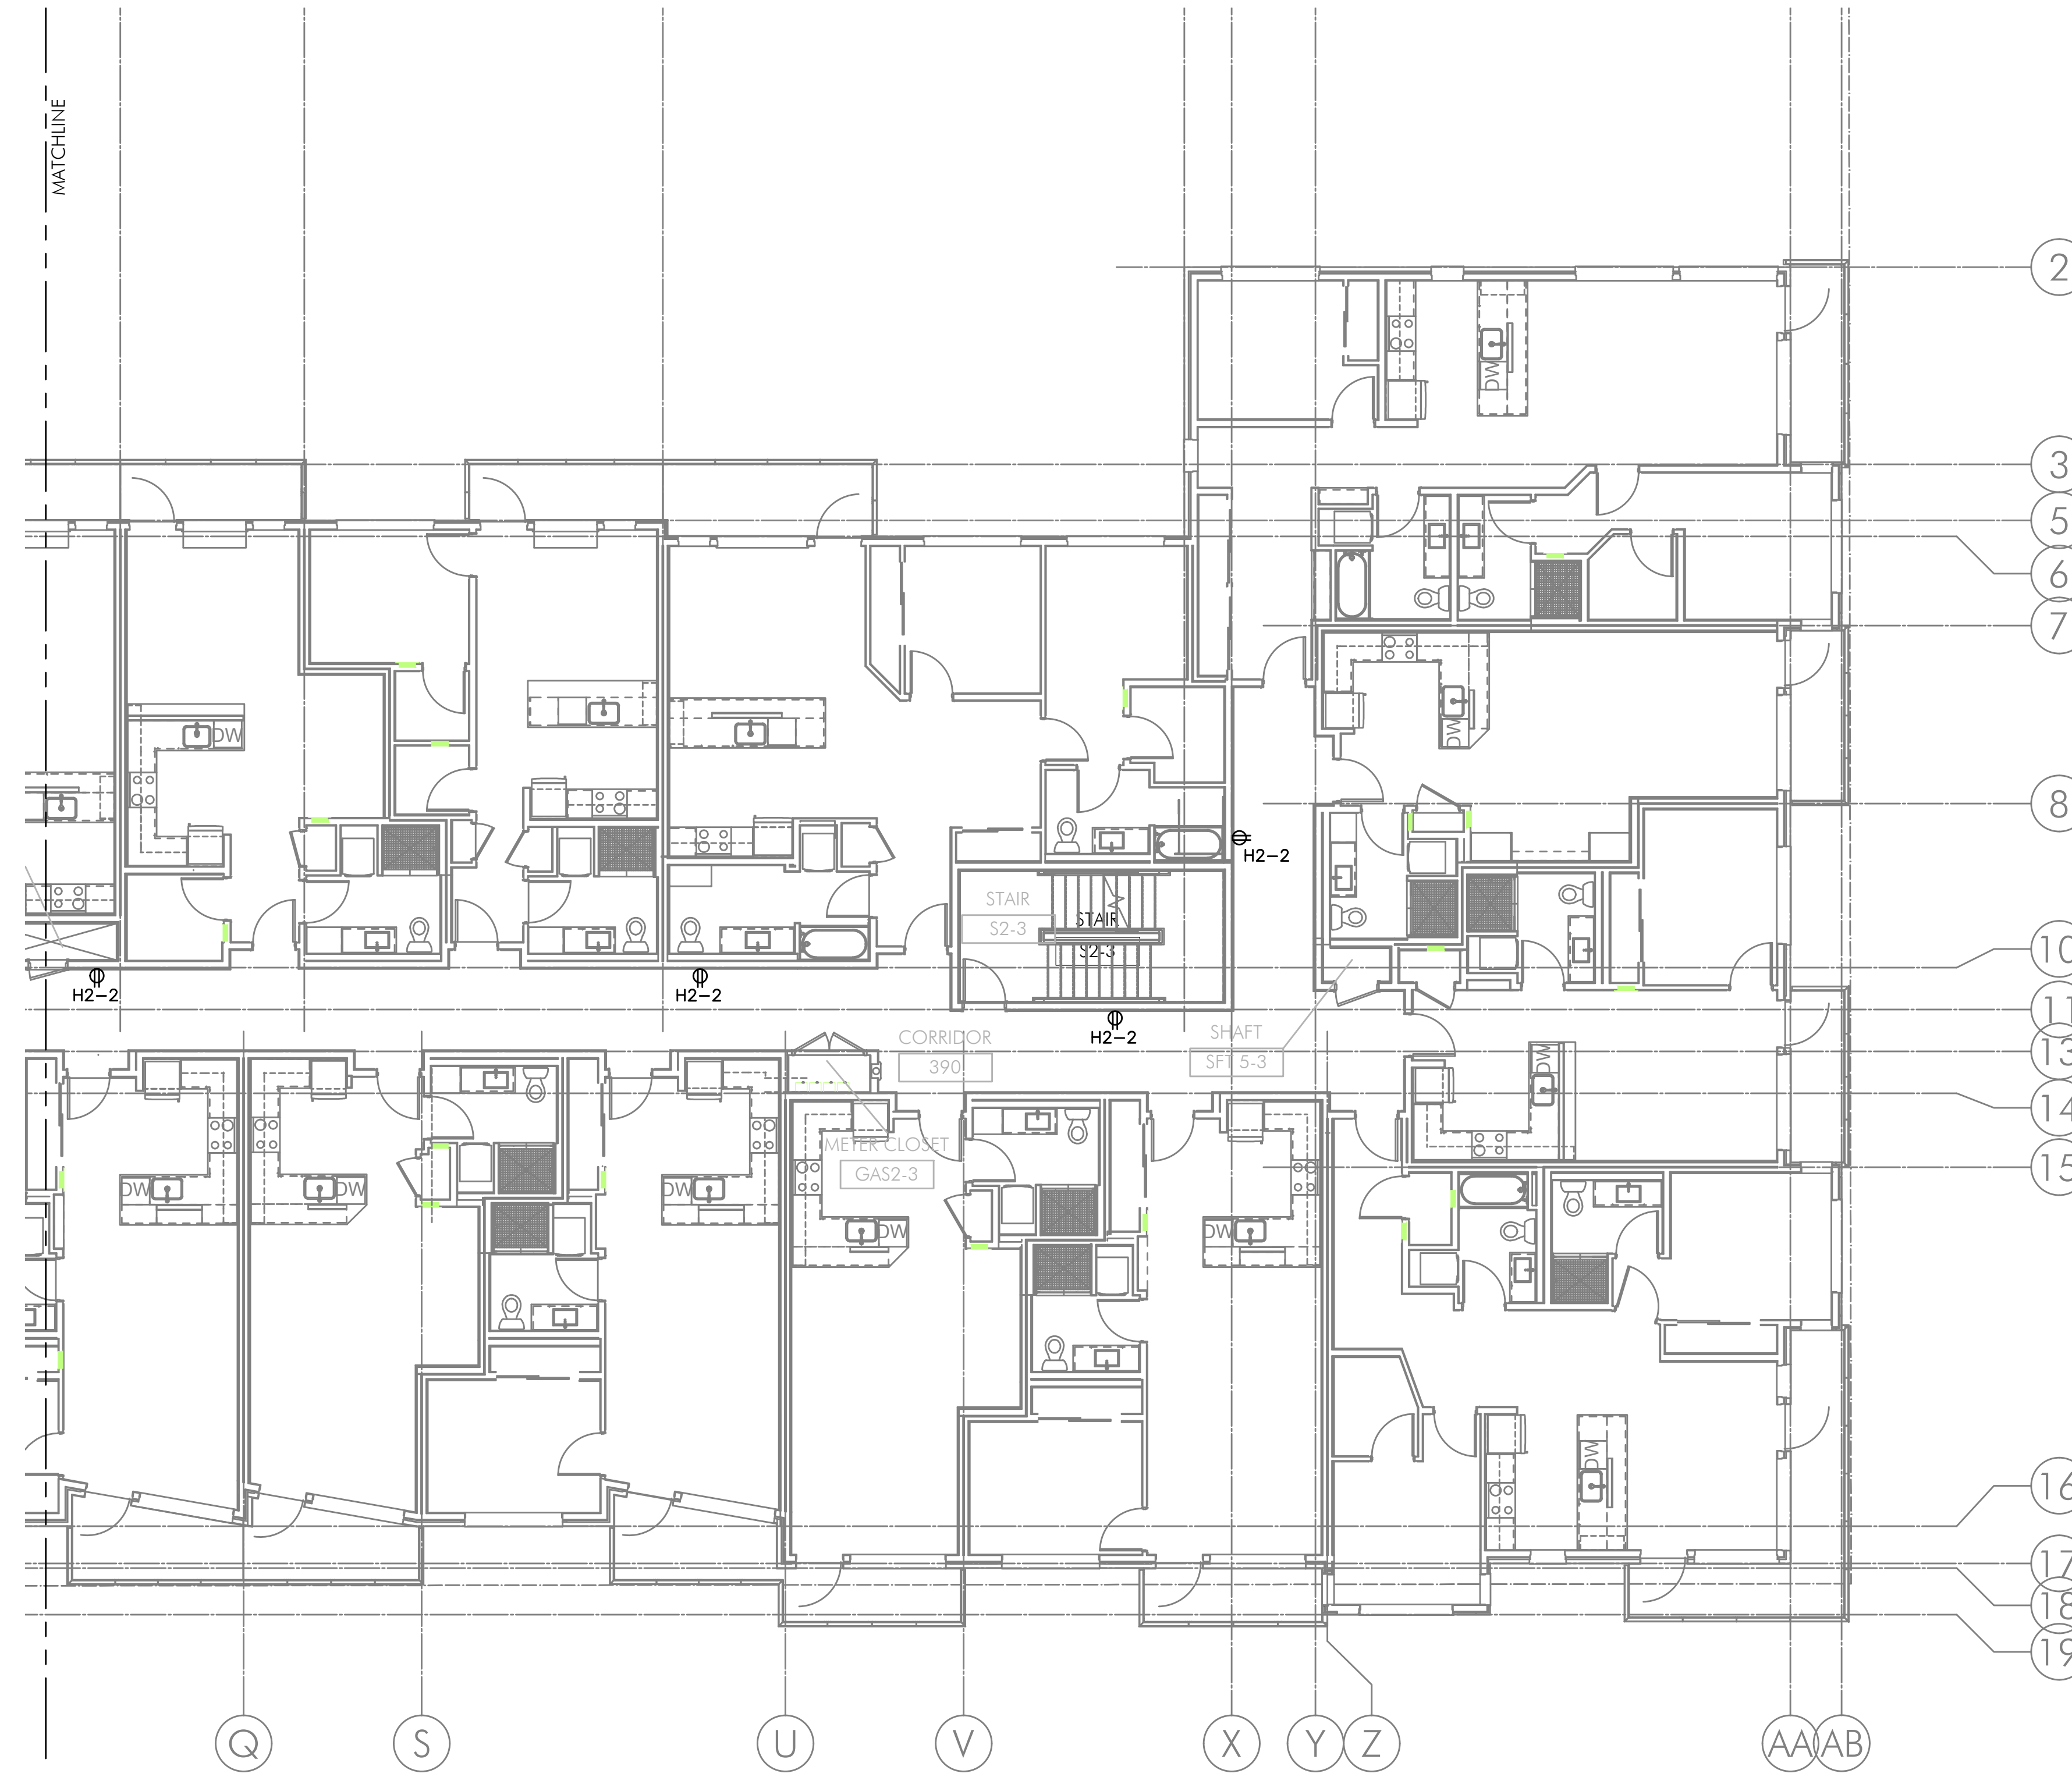 MATCHLINE
2
3
5
6
7
DW
DW
DW
8
H2-2
STAIR
S2-3
STAIR
S2-3
10
H2-2
H2-2
11
H2-2
CORRIDOR
390
SHAFT
SFT 5-3
13
DW
14
METER CLOSET
GAS2-3
15
DW
DW
DW
DW
DW
DW
16
17
18
19
Q
S
U
V
X
Y
Z
AA
AB